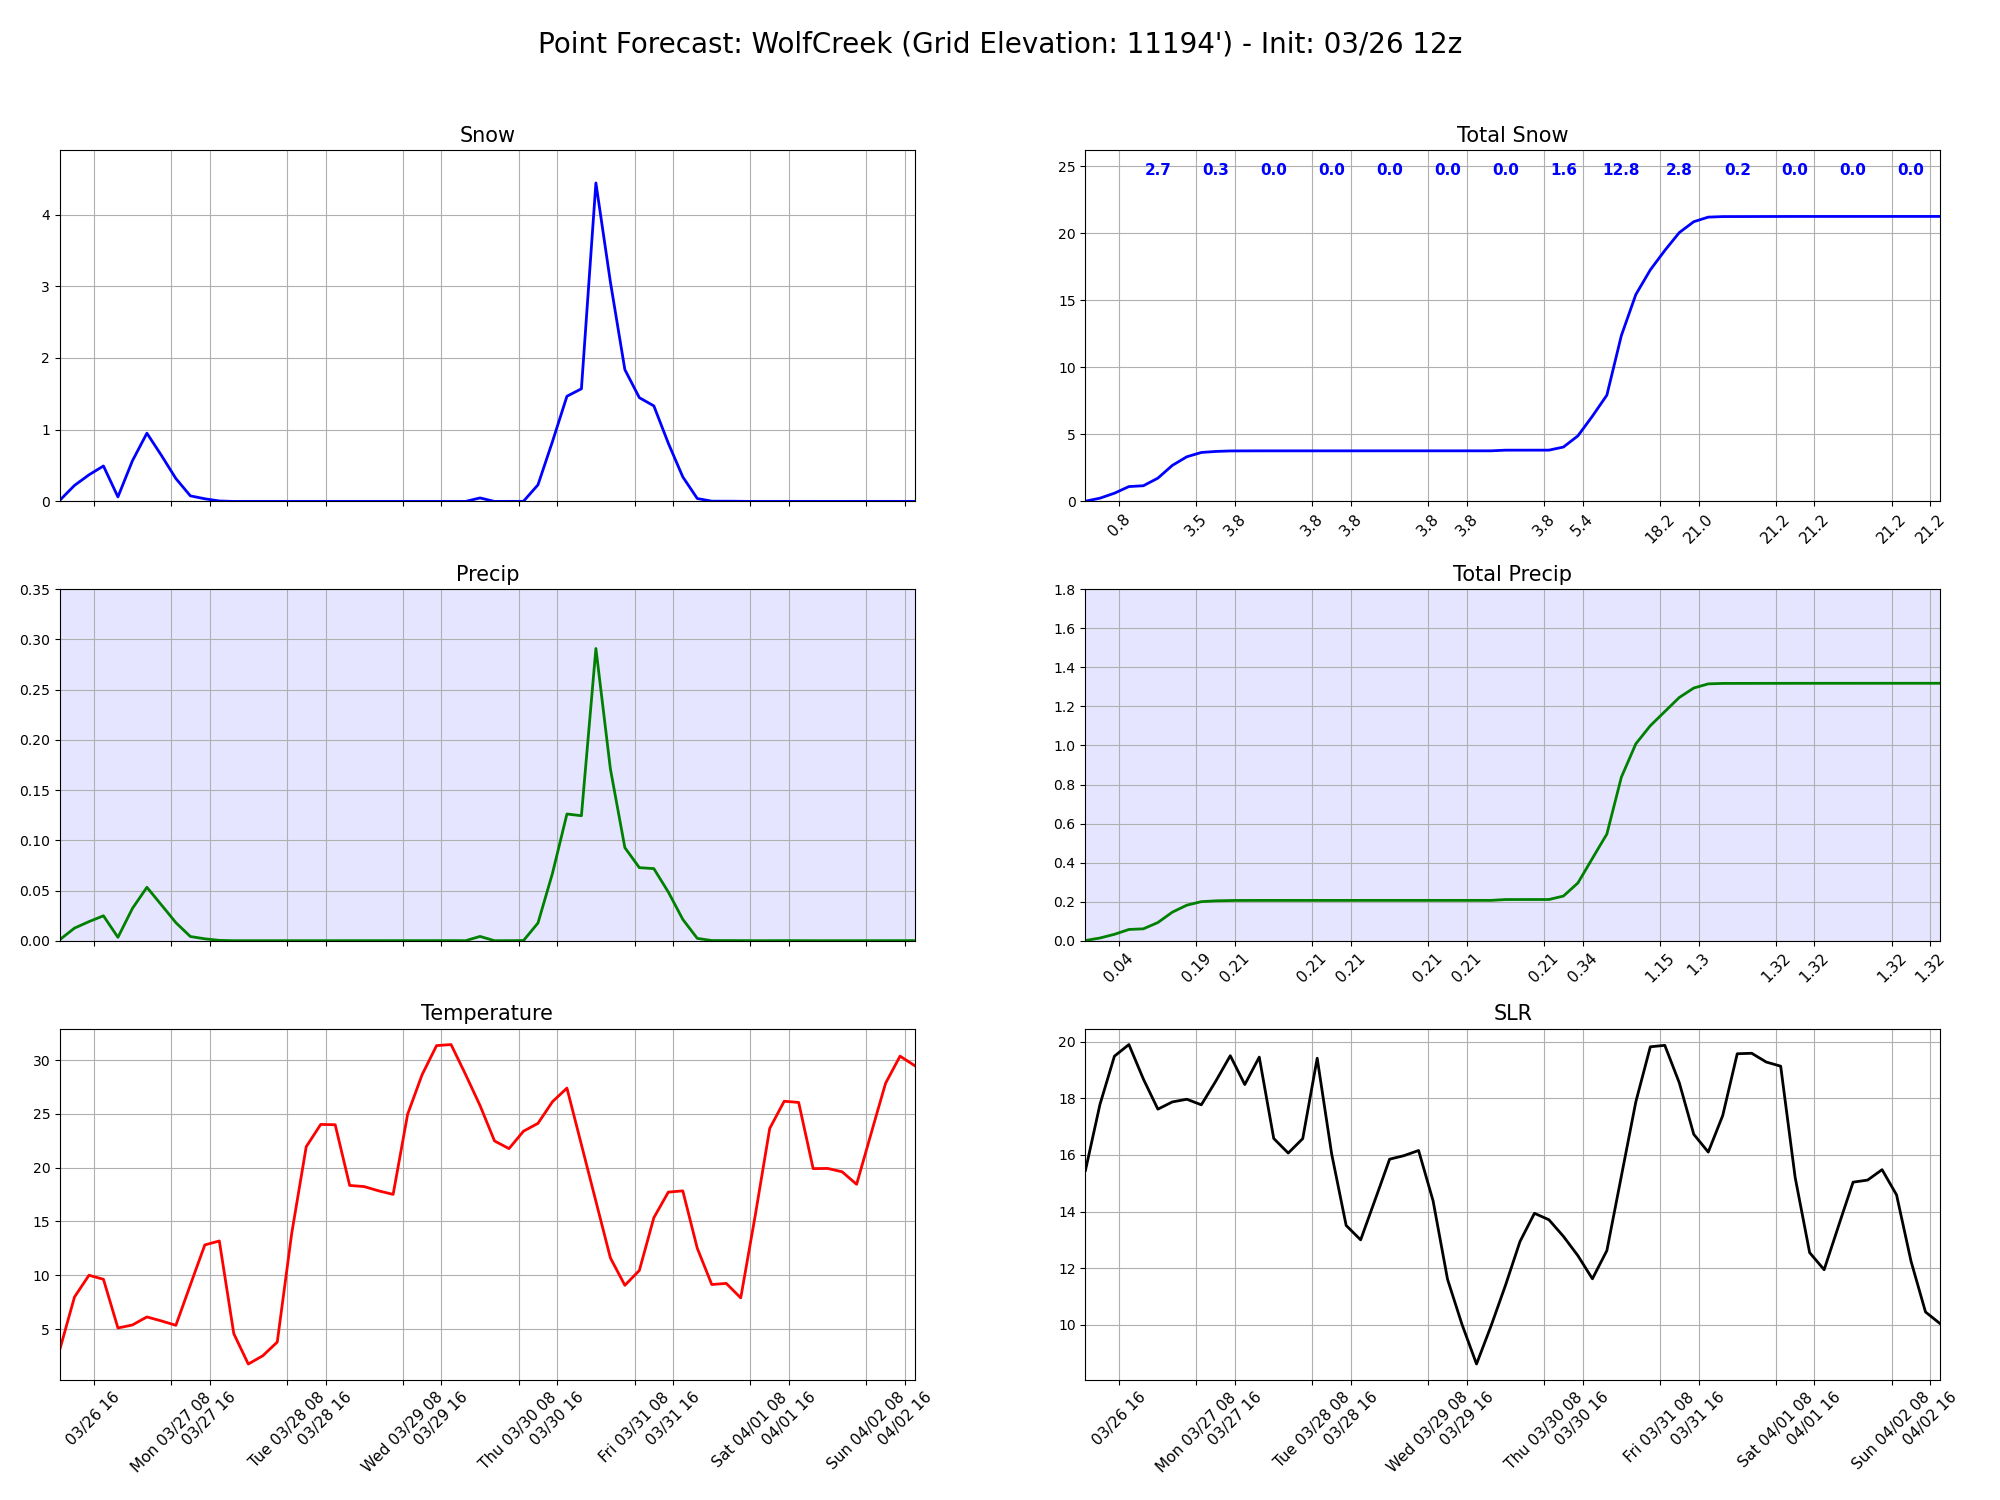 Point Forecast: WolfCreek (Grid Elevation: 11194') - Init: 03/26 12z
Snow
4
3
2
1
0
Total Snow
2.7 0.3 0.0 0.0 0.0 0.0 0.0 1.6 12.8 2.8 0.2 0.0 0.0 0.0
25
20
15
10
5
0
0.8 3.5 3.8 3.8 3.8 3.8 3.8 3.8 5.4 18.2 21.0 21.2 21.2 21.2 21.2
Precip
0.35
0.30
0.25
0.20
0.15
0.10
0.05
0.00
Total Precip
1.8
1.6
1.4
1.2
1.0
0.8
0.6
0.4
0.2
0.0
0.04 0.19 0.21 0.21 0.21 0.21 0.21 0.21 0.34 1.15 1.3 1.32 1.32 1.32 1.32
Temperature
30
25
20
15
10
5
03/26 16
Mon 03/27 08
03/27 16
Tue 03/28 08
03/28 16
Wed 03/29 08
03/29 16
Thu 03/30 08
03/30 16
Fri 03/31 08
03/31 16
Sat 04/01 08
04/01 16
Sun 04/02 08
04/02 16
SLR
20
18
16
14
12
10
03/26 16
Mon 03/27 08
03/27 16
Tue 03/28 08
03/28 16
Wed 03/29 08
03/29 16
Thu 03/30 08
03/30 16
Fri 03/31 08
03/31 16
Sat 04/01 08
04/01 16
Sun 04/02 08
04/02 16